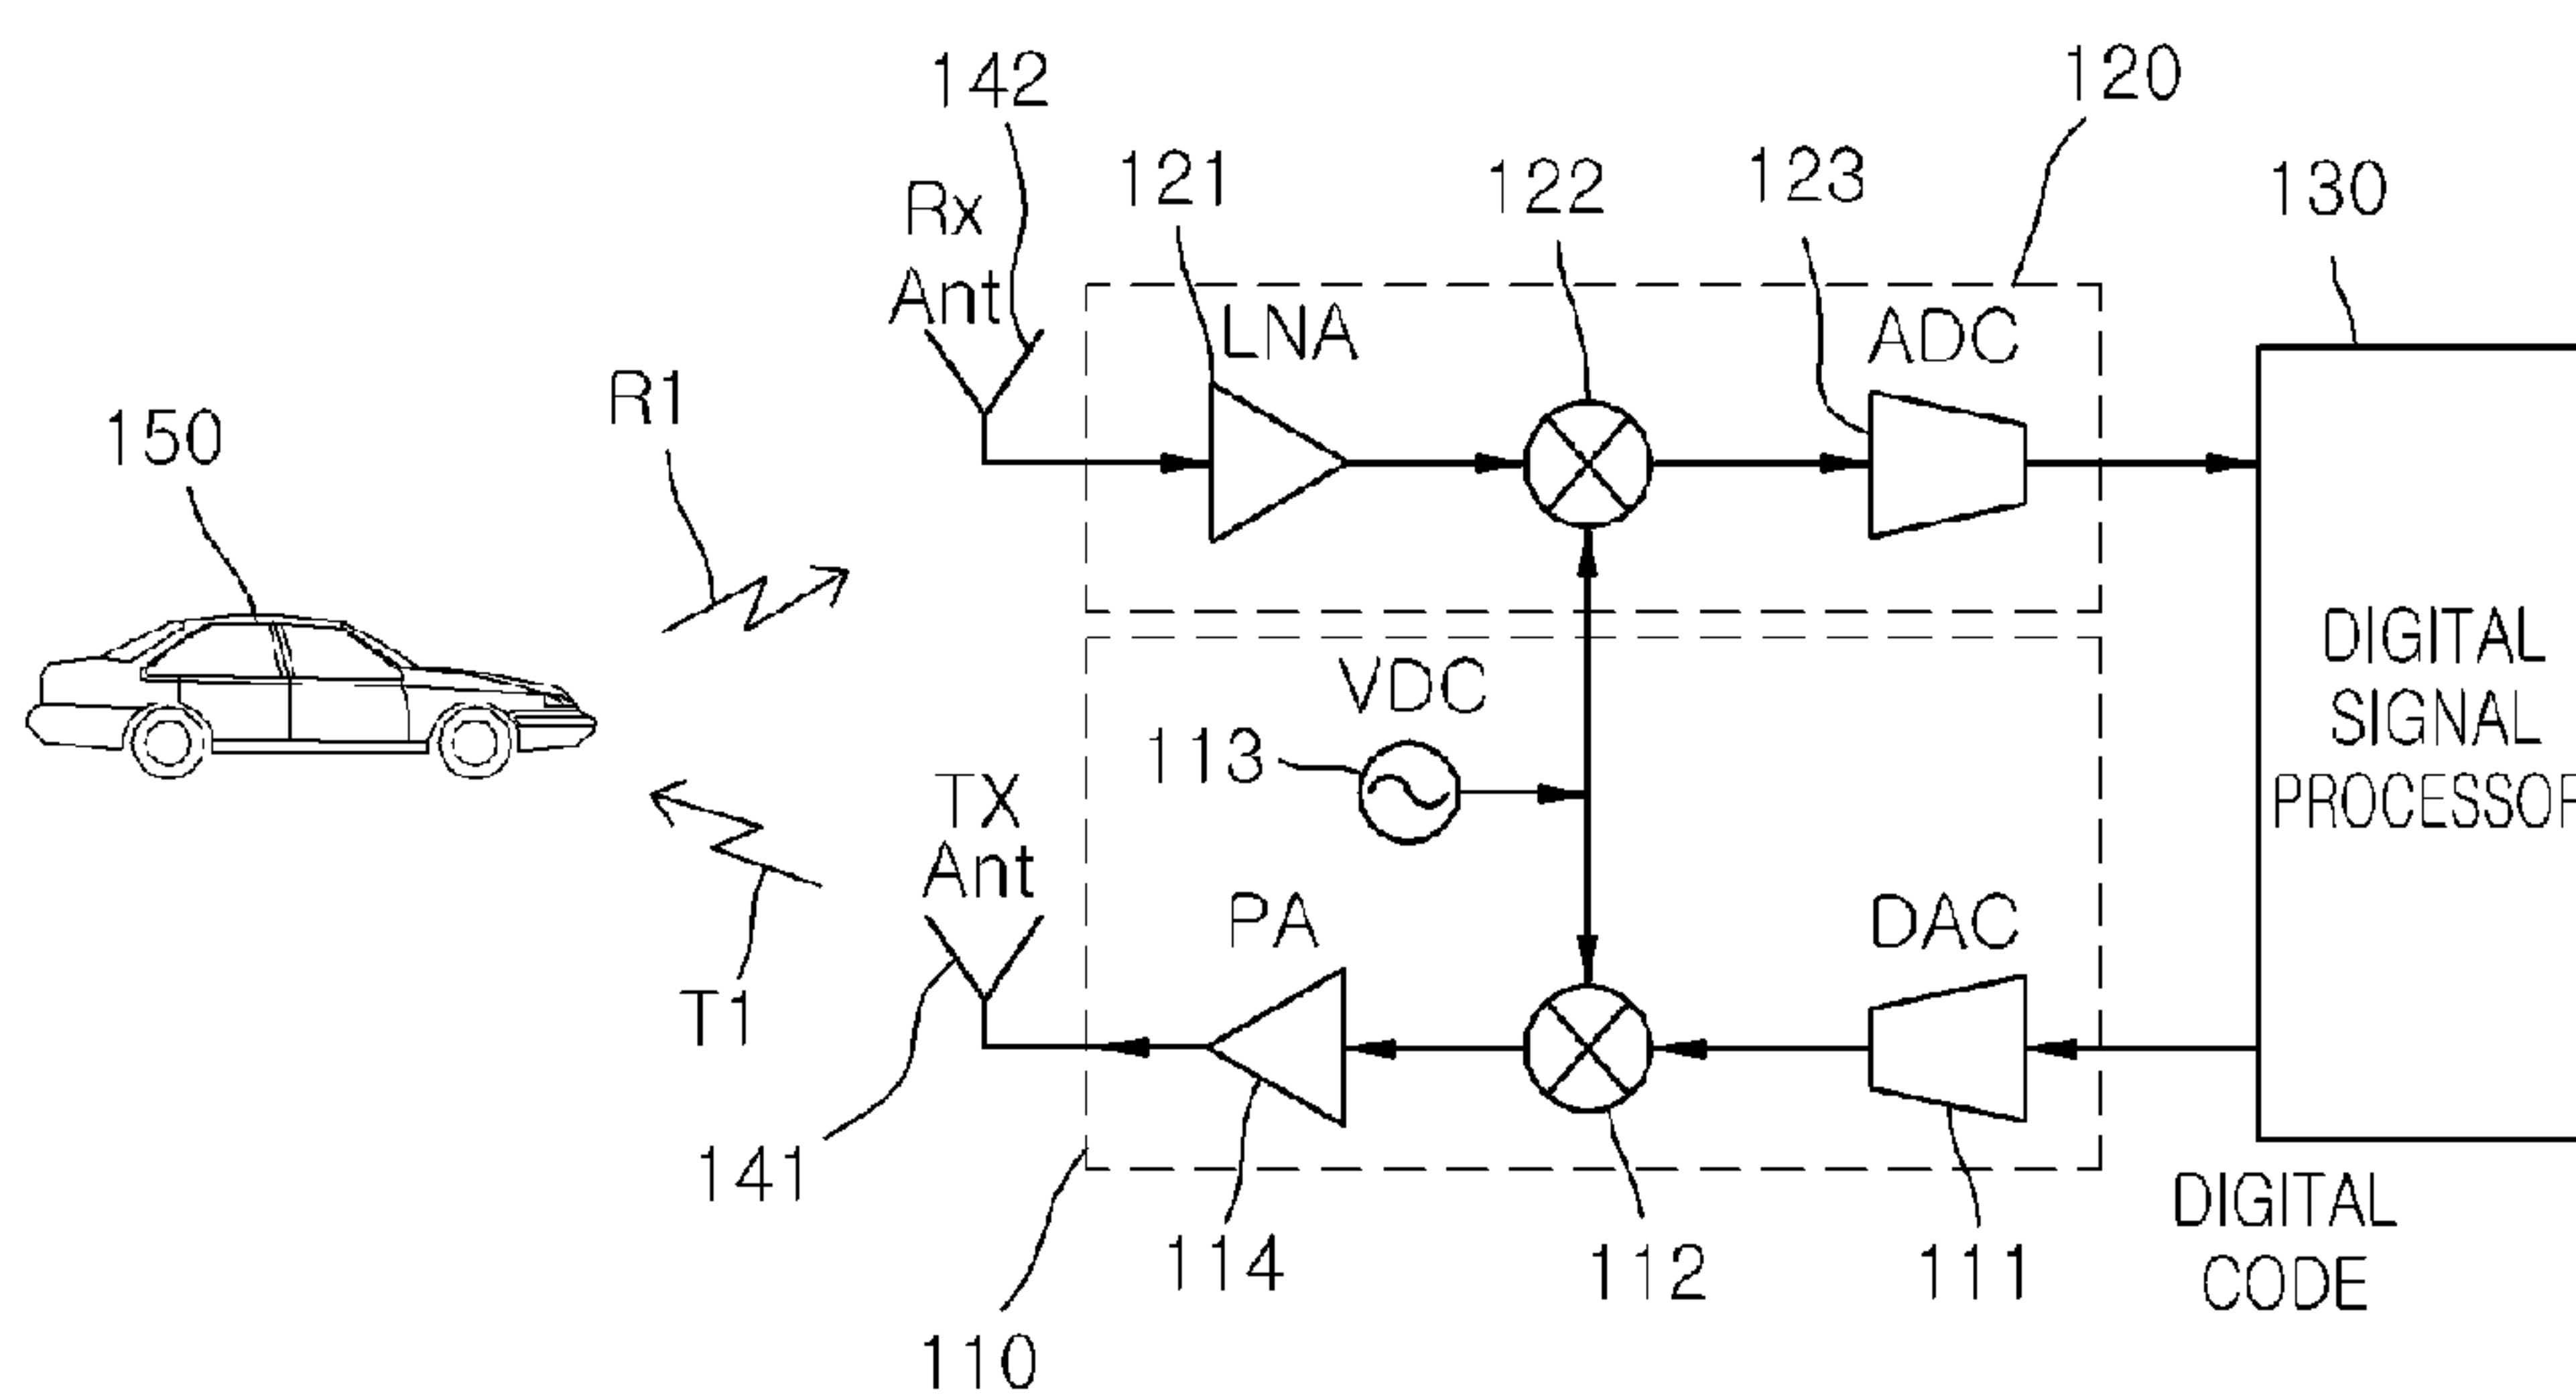 142
120
121
122
123
130
Rx
Ant
LNA
ADC
R1
150
VDC
113
DIGITAL
SIGNAL
PROCESSOR
TX
Ant
PA
DAC
T1
141
114
112
111
DIGITAL
CODE
110